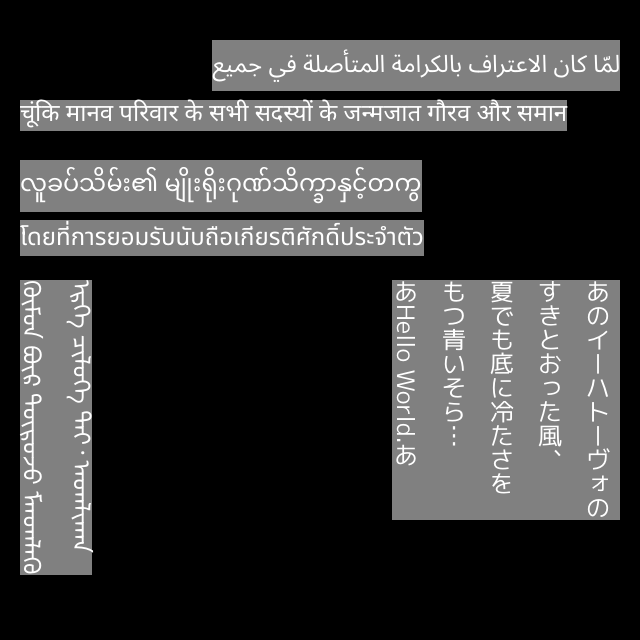 لمّا كان الاعتراف بالكرامة المتأصلة في جميع
चूंकि मानव परिवार के सभी सदस्यों के जन्मजात गौरव और समान
လူခပ်သိမ်း၏ မျိုးရိုးဂုဏ်သိက္ခာနှင့်တကွ
โดยที่การยอมรับนับถือเกียรติศักดิ์ประจำตัว
あのイーハトーヴォの
すきとおった風、
夏でも底に冷たさを
もつ青いそら…
あHello World.あ